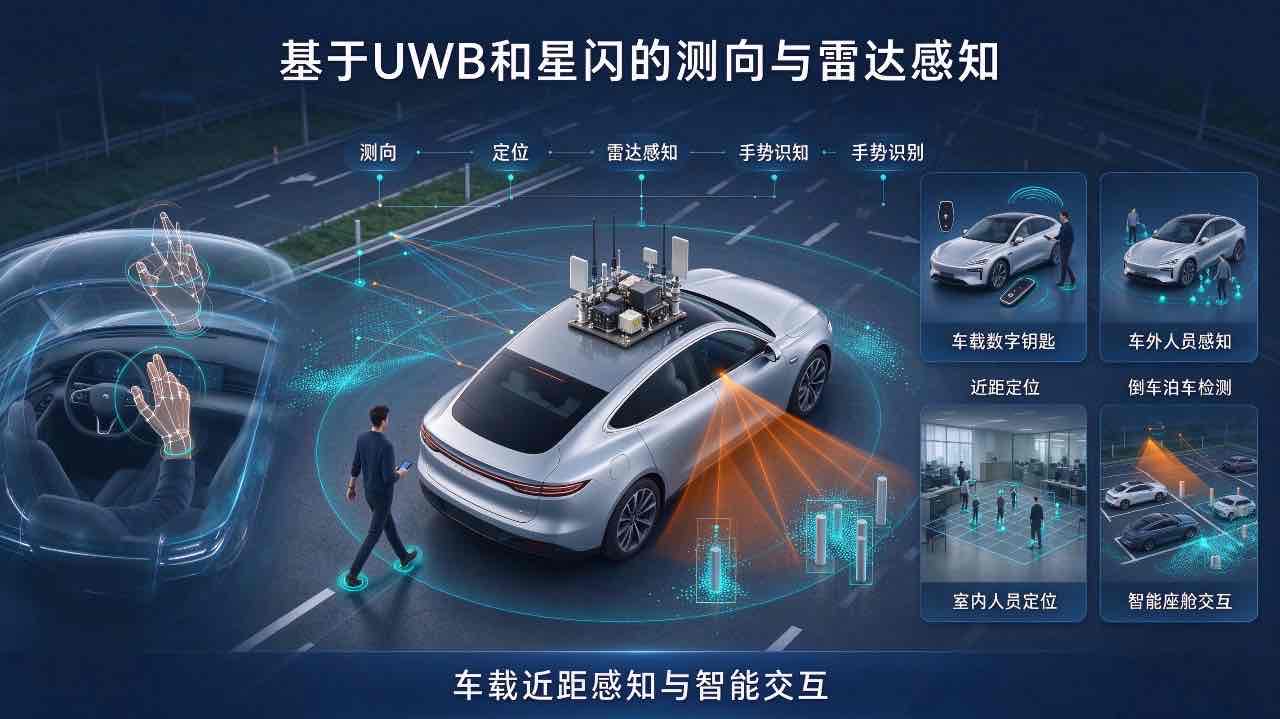 基于UWB和星闪的测向与雷达感知
测向 定位 雷达感知 手势识知 手势识别
车载数字钥匙 车外人员感知
近距定位 倒车泊车检测
室内人员定位 智能座舱交互
车载近距感知与智能交互